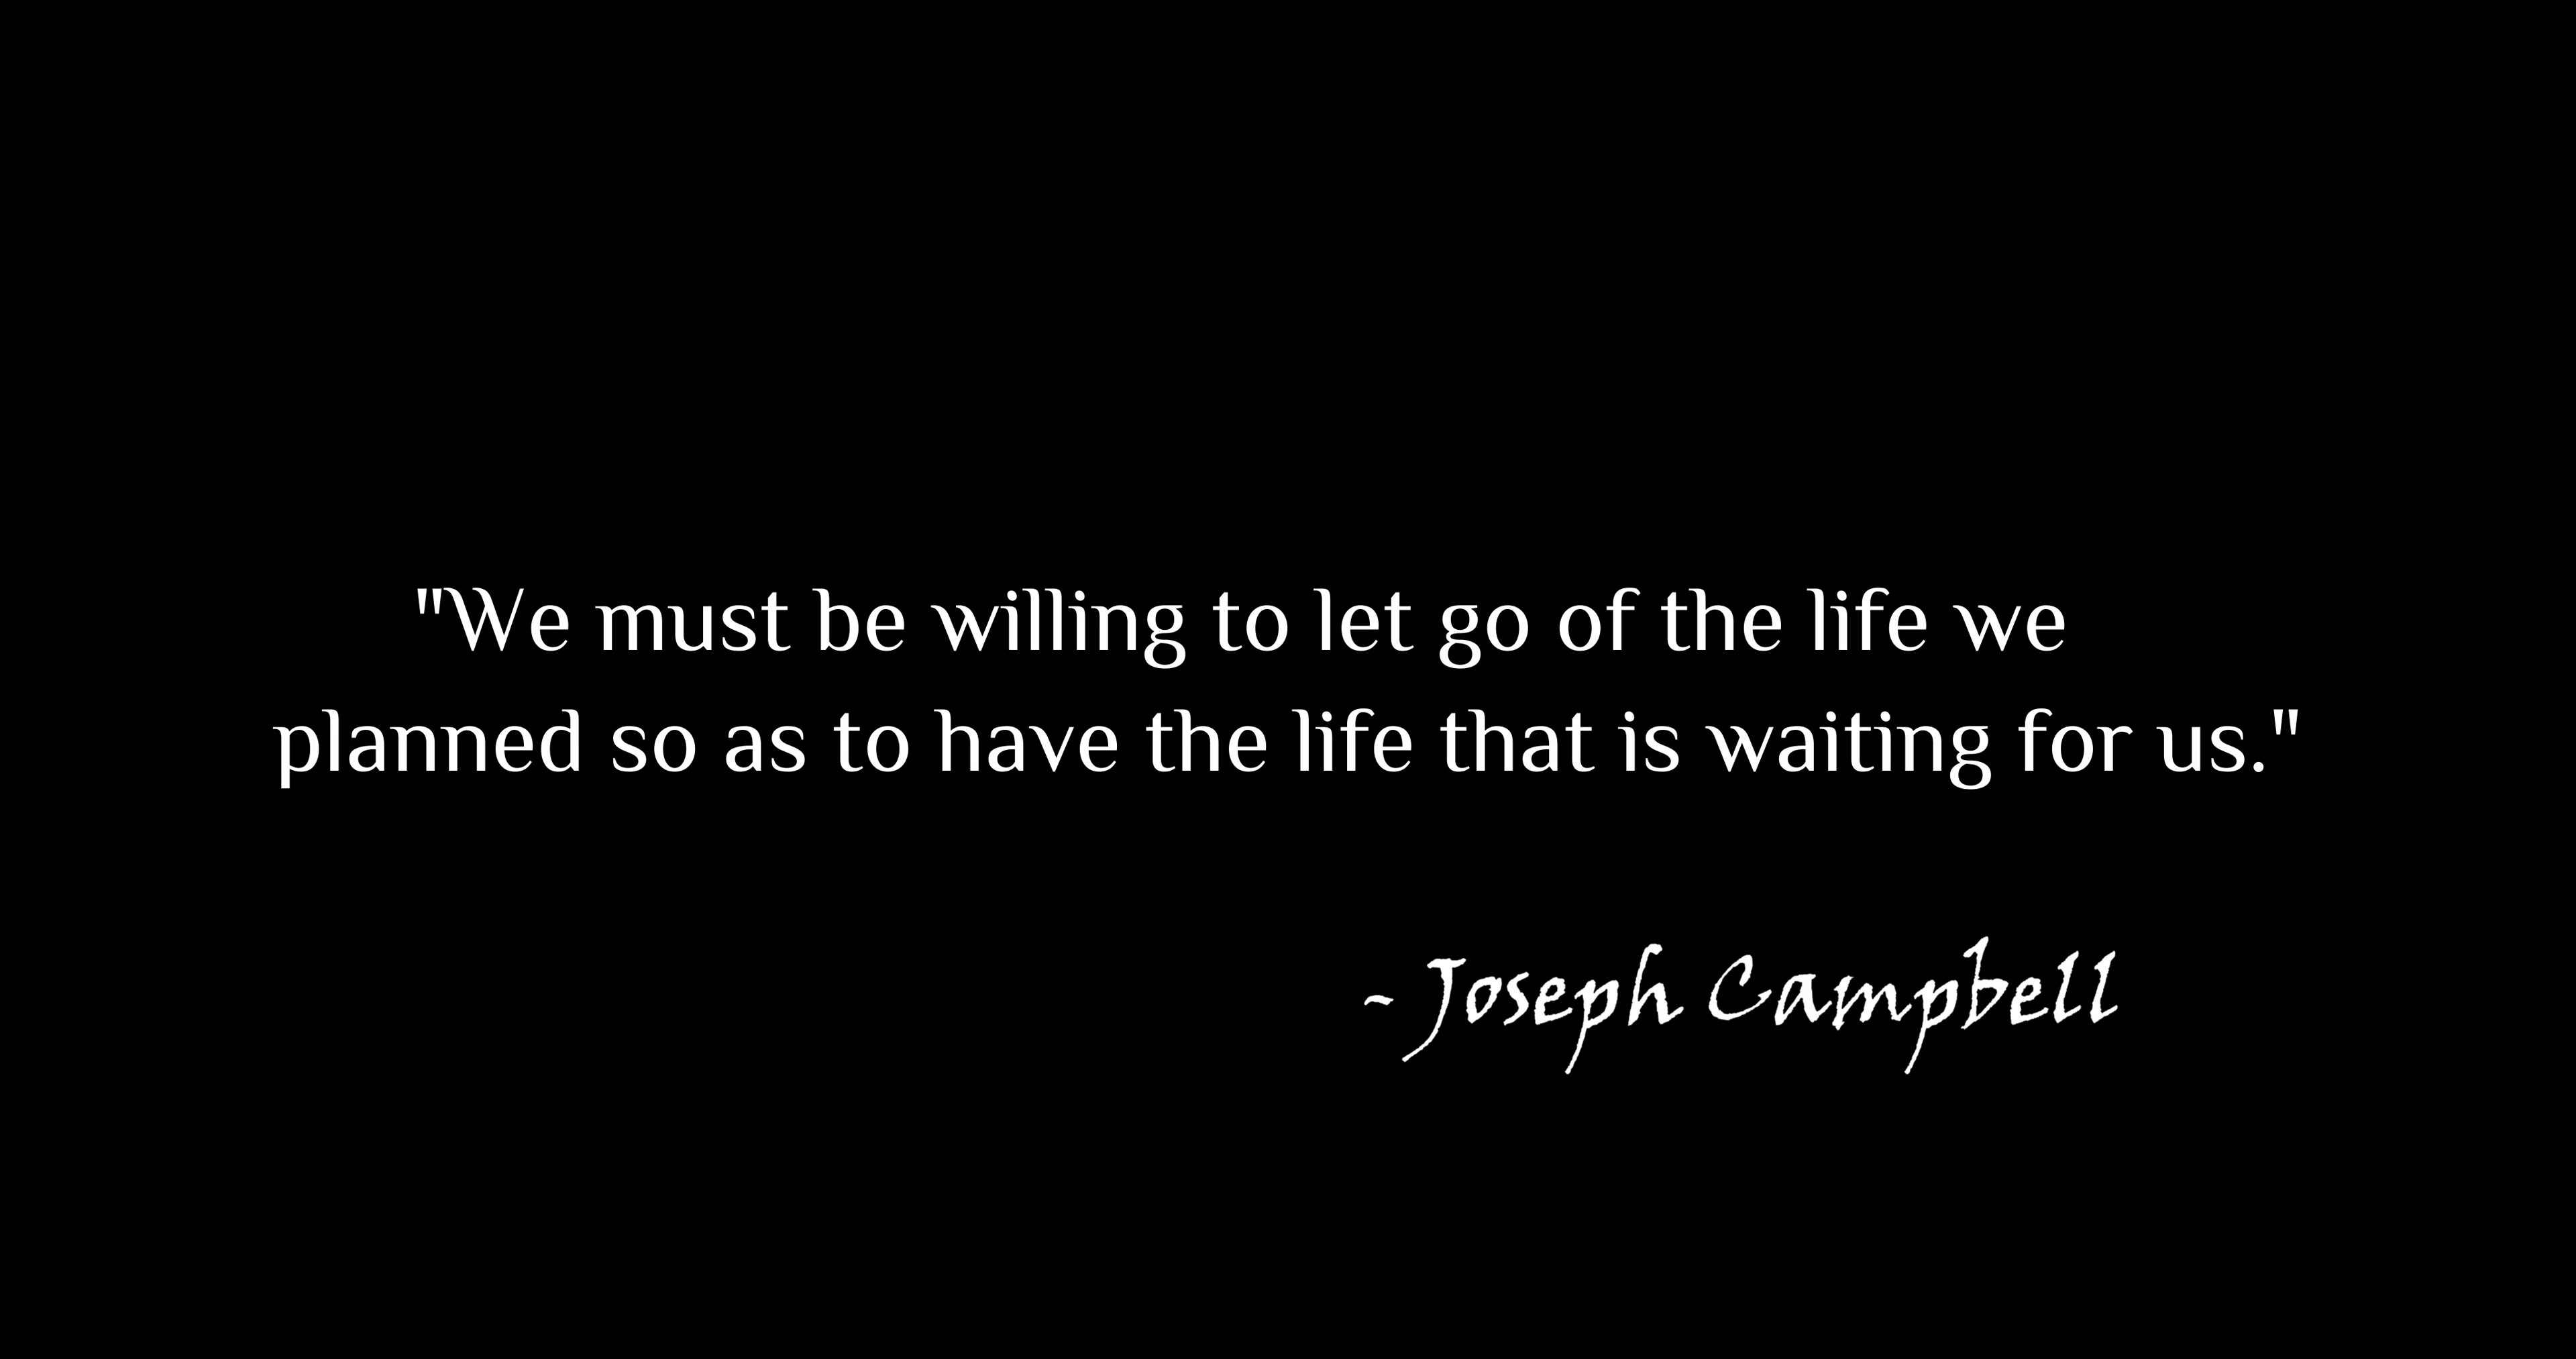 "We must be willing to let go of the life we
planned so as to have the life that is waiting for us."
- Joseph Campbell